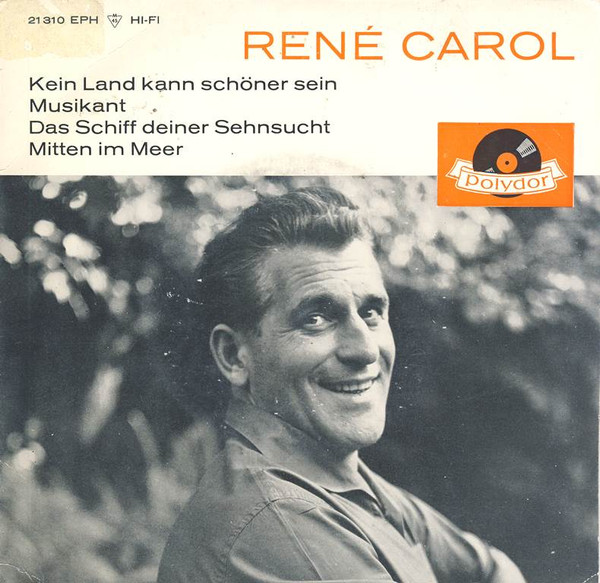 21 310 EPH M 45 HI-FI
RENÉ CAROL
Kein Land kann schöner sein
Musikant
Das Schiff deiner Sehnsucht
Mitten im Meer
polydor